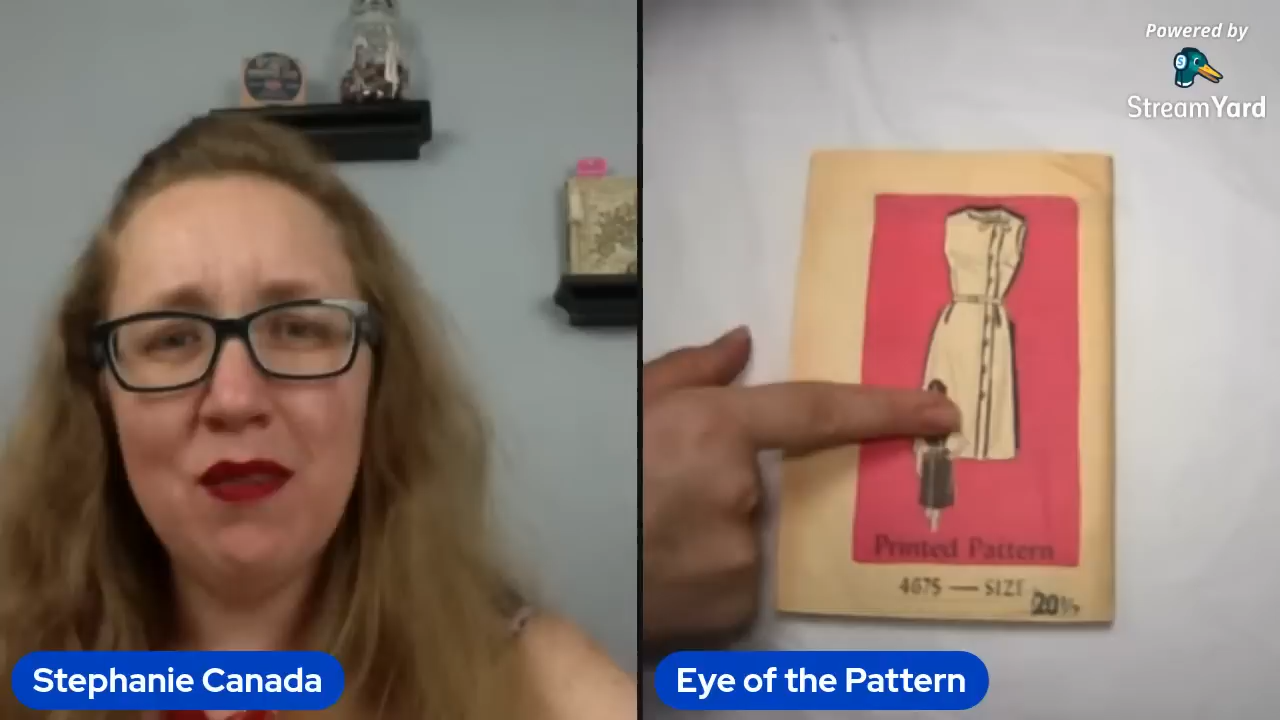 Powered by
StreamYard
Printed Pattern
4675 — SIZE 20½
Stephanie Canada
Eye of the Pattern